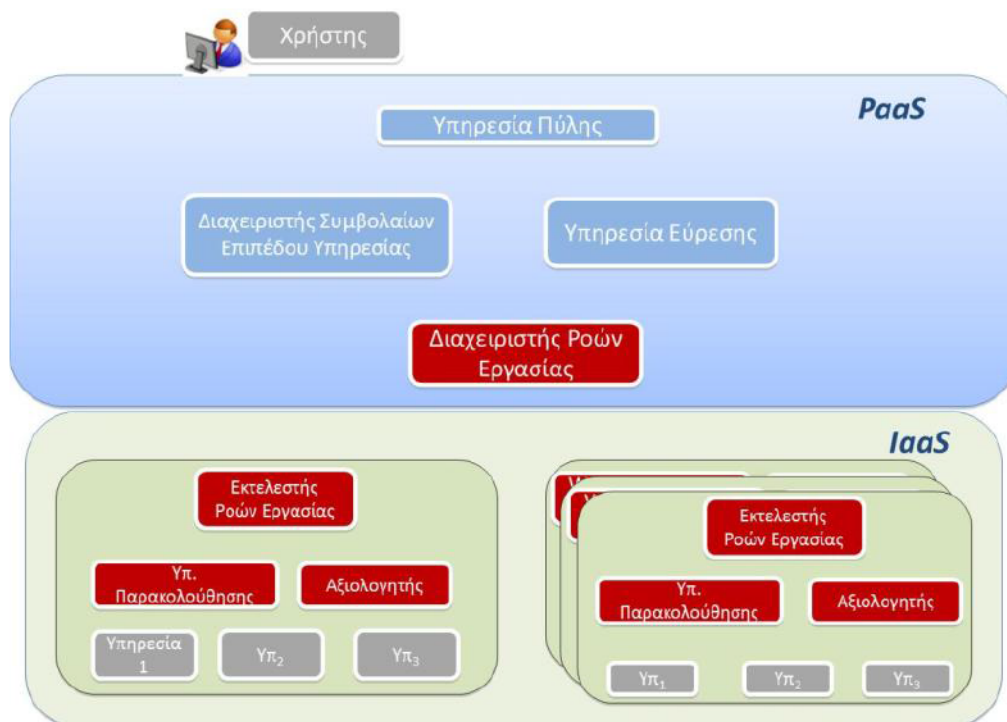 Χρήστης
PaaS
Υπηρεσία Πύλης
Διαχειριστής Συμβολαίων
Επιπέδου Υπηρεσίας
Υπηρεσία Εύρεσης
Διαχειριστής Ροών
Εργασίας
IaaS
Εκτελεστής
Ροών Εργασίας
Υπ.
Παρακολούθησης
Αξιολογητής
Υπηρεσία
1
Υπ₂
Υπ₃
Εκτελεστής
Ροών Εργασίας
Υπ.
Παρακολούθησης
Αξιολογητής
Υπ₁
Υπ₂
Υπ₃